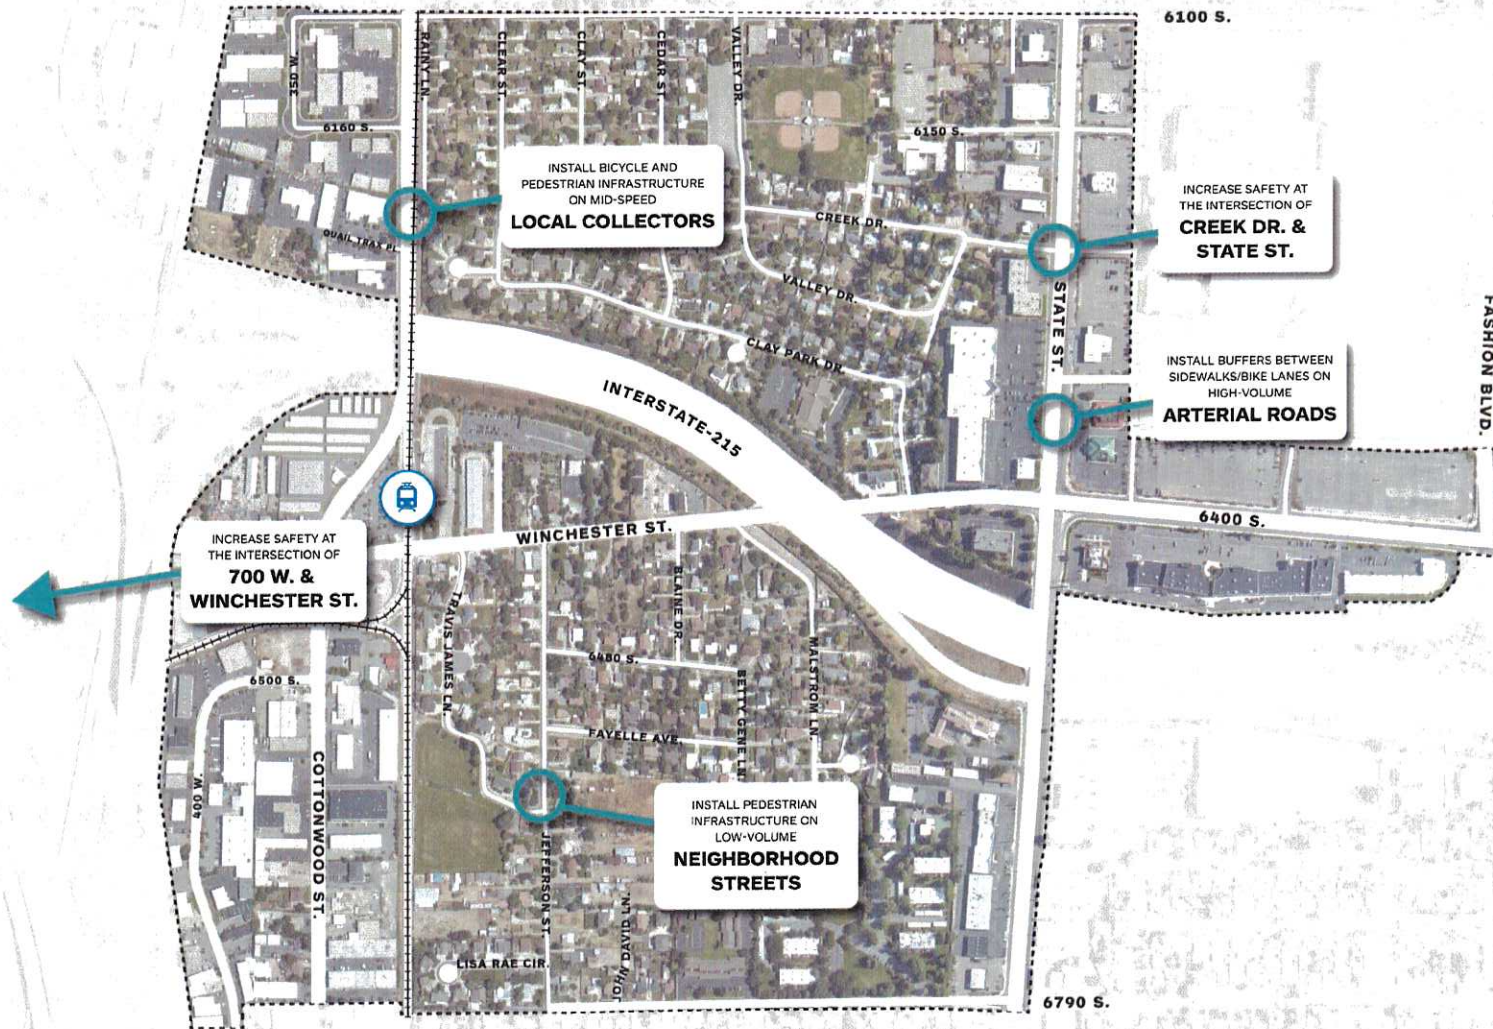 6100 S.
RAINY LN.
CLEAR ST.
CLAY ST.
CEDAR ST.
VALLEY DR.
350 W.
6160 S.
6150 S.
INSTALL BICYCLE AND
PEDESTRIAN INFRASTRUCTURE
ON MID-SPEED
LOCAL COLLECTORS
INCREASE SAFETY AT
THE INTERSECTION OF
CREEK DR. &
STATE ST.
CREEK DR.
QUAIL TRAX PL.
VALLEY DR.
STATE ST.
FASHION BLVD.
CLAY PARK DR.
INSTALL BUFFERS BETWEEN
SIDEWALKS/BIKE LANES ON
HIGH-VOLUME
ARTERIAL ROADS
INTERSTATE-215
WINCHESTER ST.
6400 S.
INCREASE SAFETY AT
THE INTERSECTION OF
700 W. &
WINCHESTER ST.
TRAVIS JAMES LN.
BLAINE DR.
6480 S.
MALSTROM LN.
BETTY GENE LN.
6500 S.
FAYELLE AVE.
400 W.
COTTONWOOD ST.
INSTALL PEDESTRIAN
INFRASTRUCTURE ON
LOW-VOLUME
NEIGHBORHOOD
STREETS
JEFFERSON ST.
JOHN DAVID LN.
LISA RAE CIR.
6790 S.